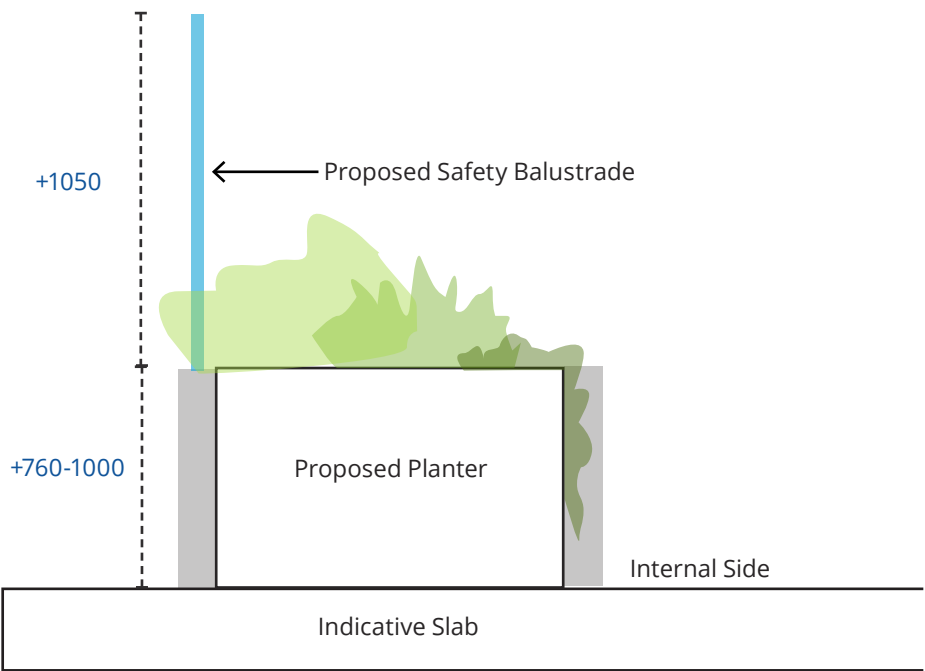 +1050
Proposed Safety Balustrade
+760-1000
Proposed Planter
Internal Side
Indicative Slab